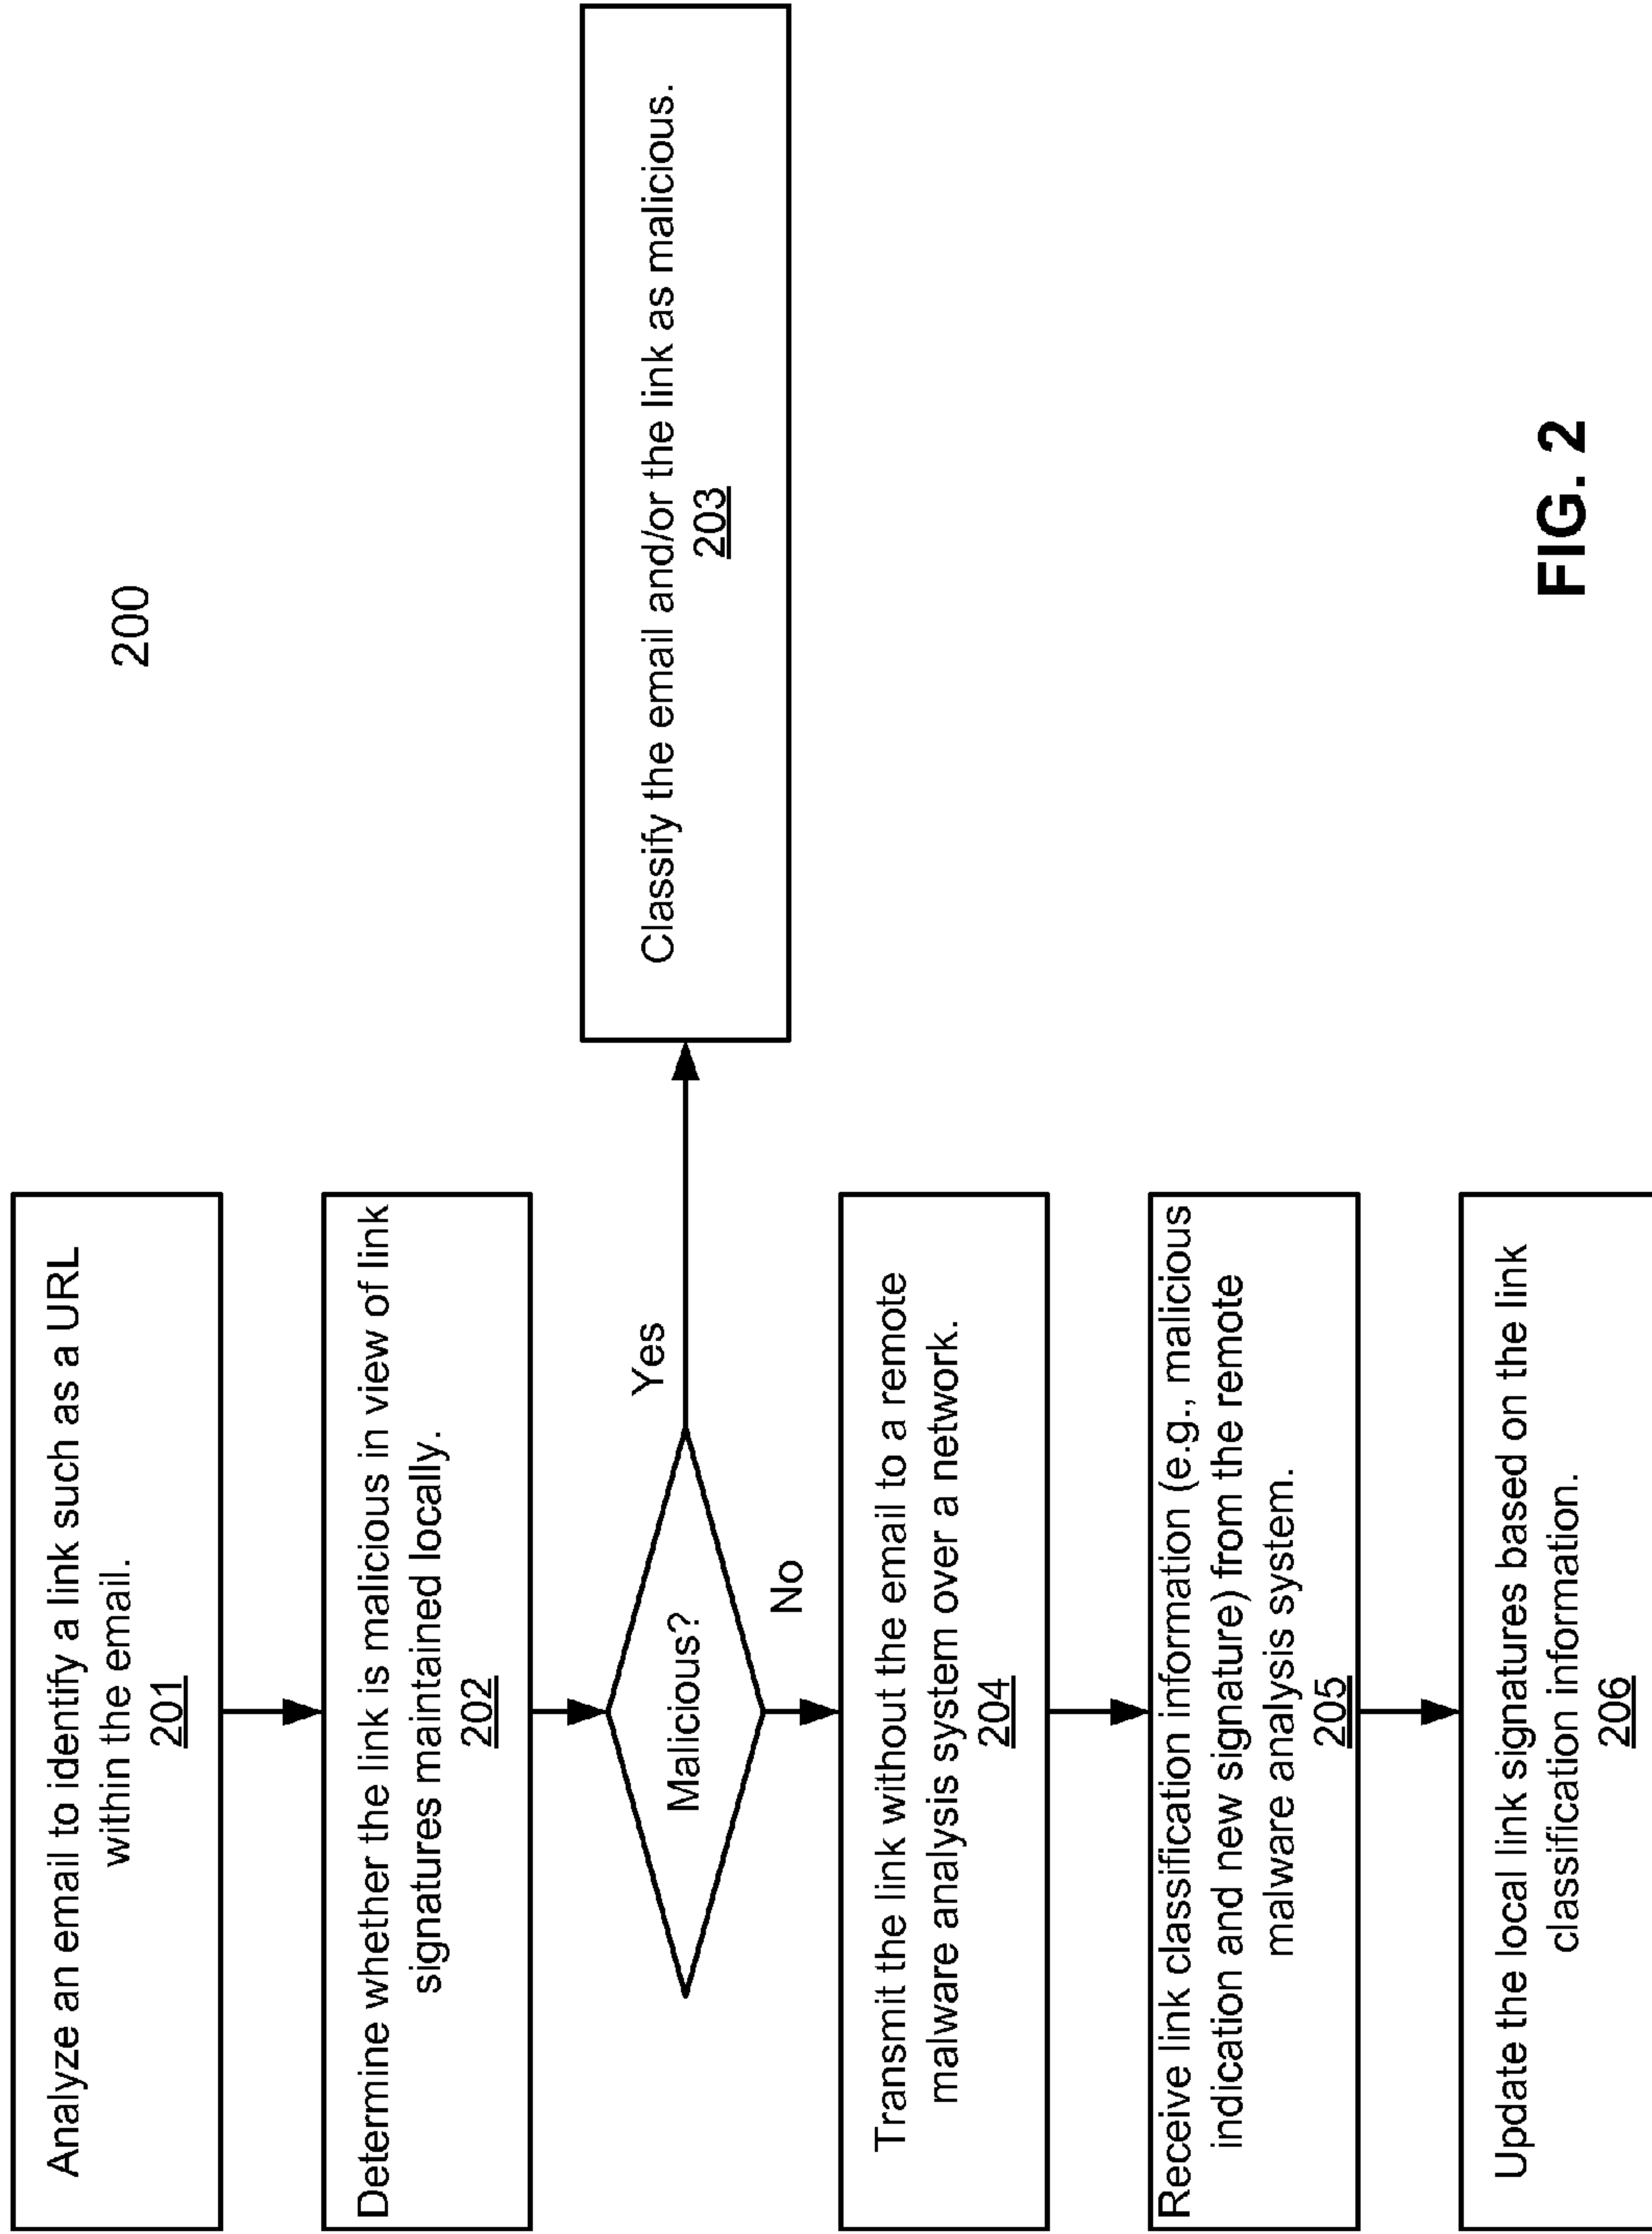 200
Analyze an email to identify a link such as a URL
within the email.
201
Determine whether the link is malicious in view of link
signatures maintained locally.
202
Malicious?
Yes
Classify the email and/or the link as malicious.
203
No
Transmit the link without the email to a remote
malware analysis system over a network.
204
Receive link classification information (e.g., malicious
indication and new signature) from the remote
malware analysis system.
205
Update the local link signatures based on the link
classification information.
206
FIG. 2